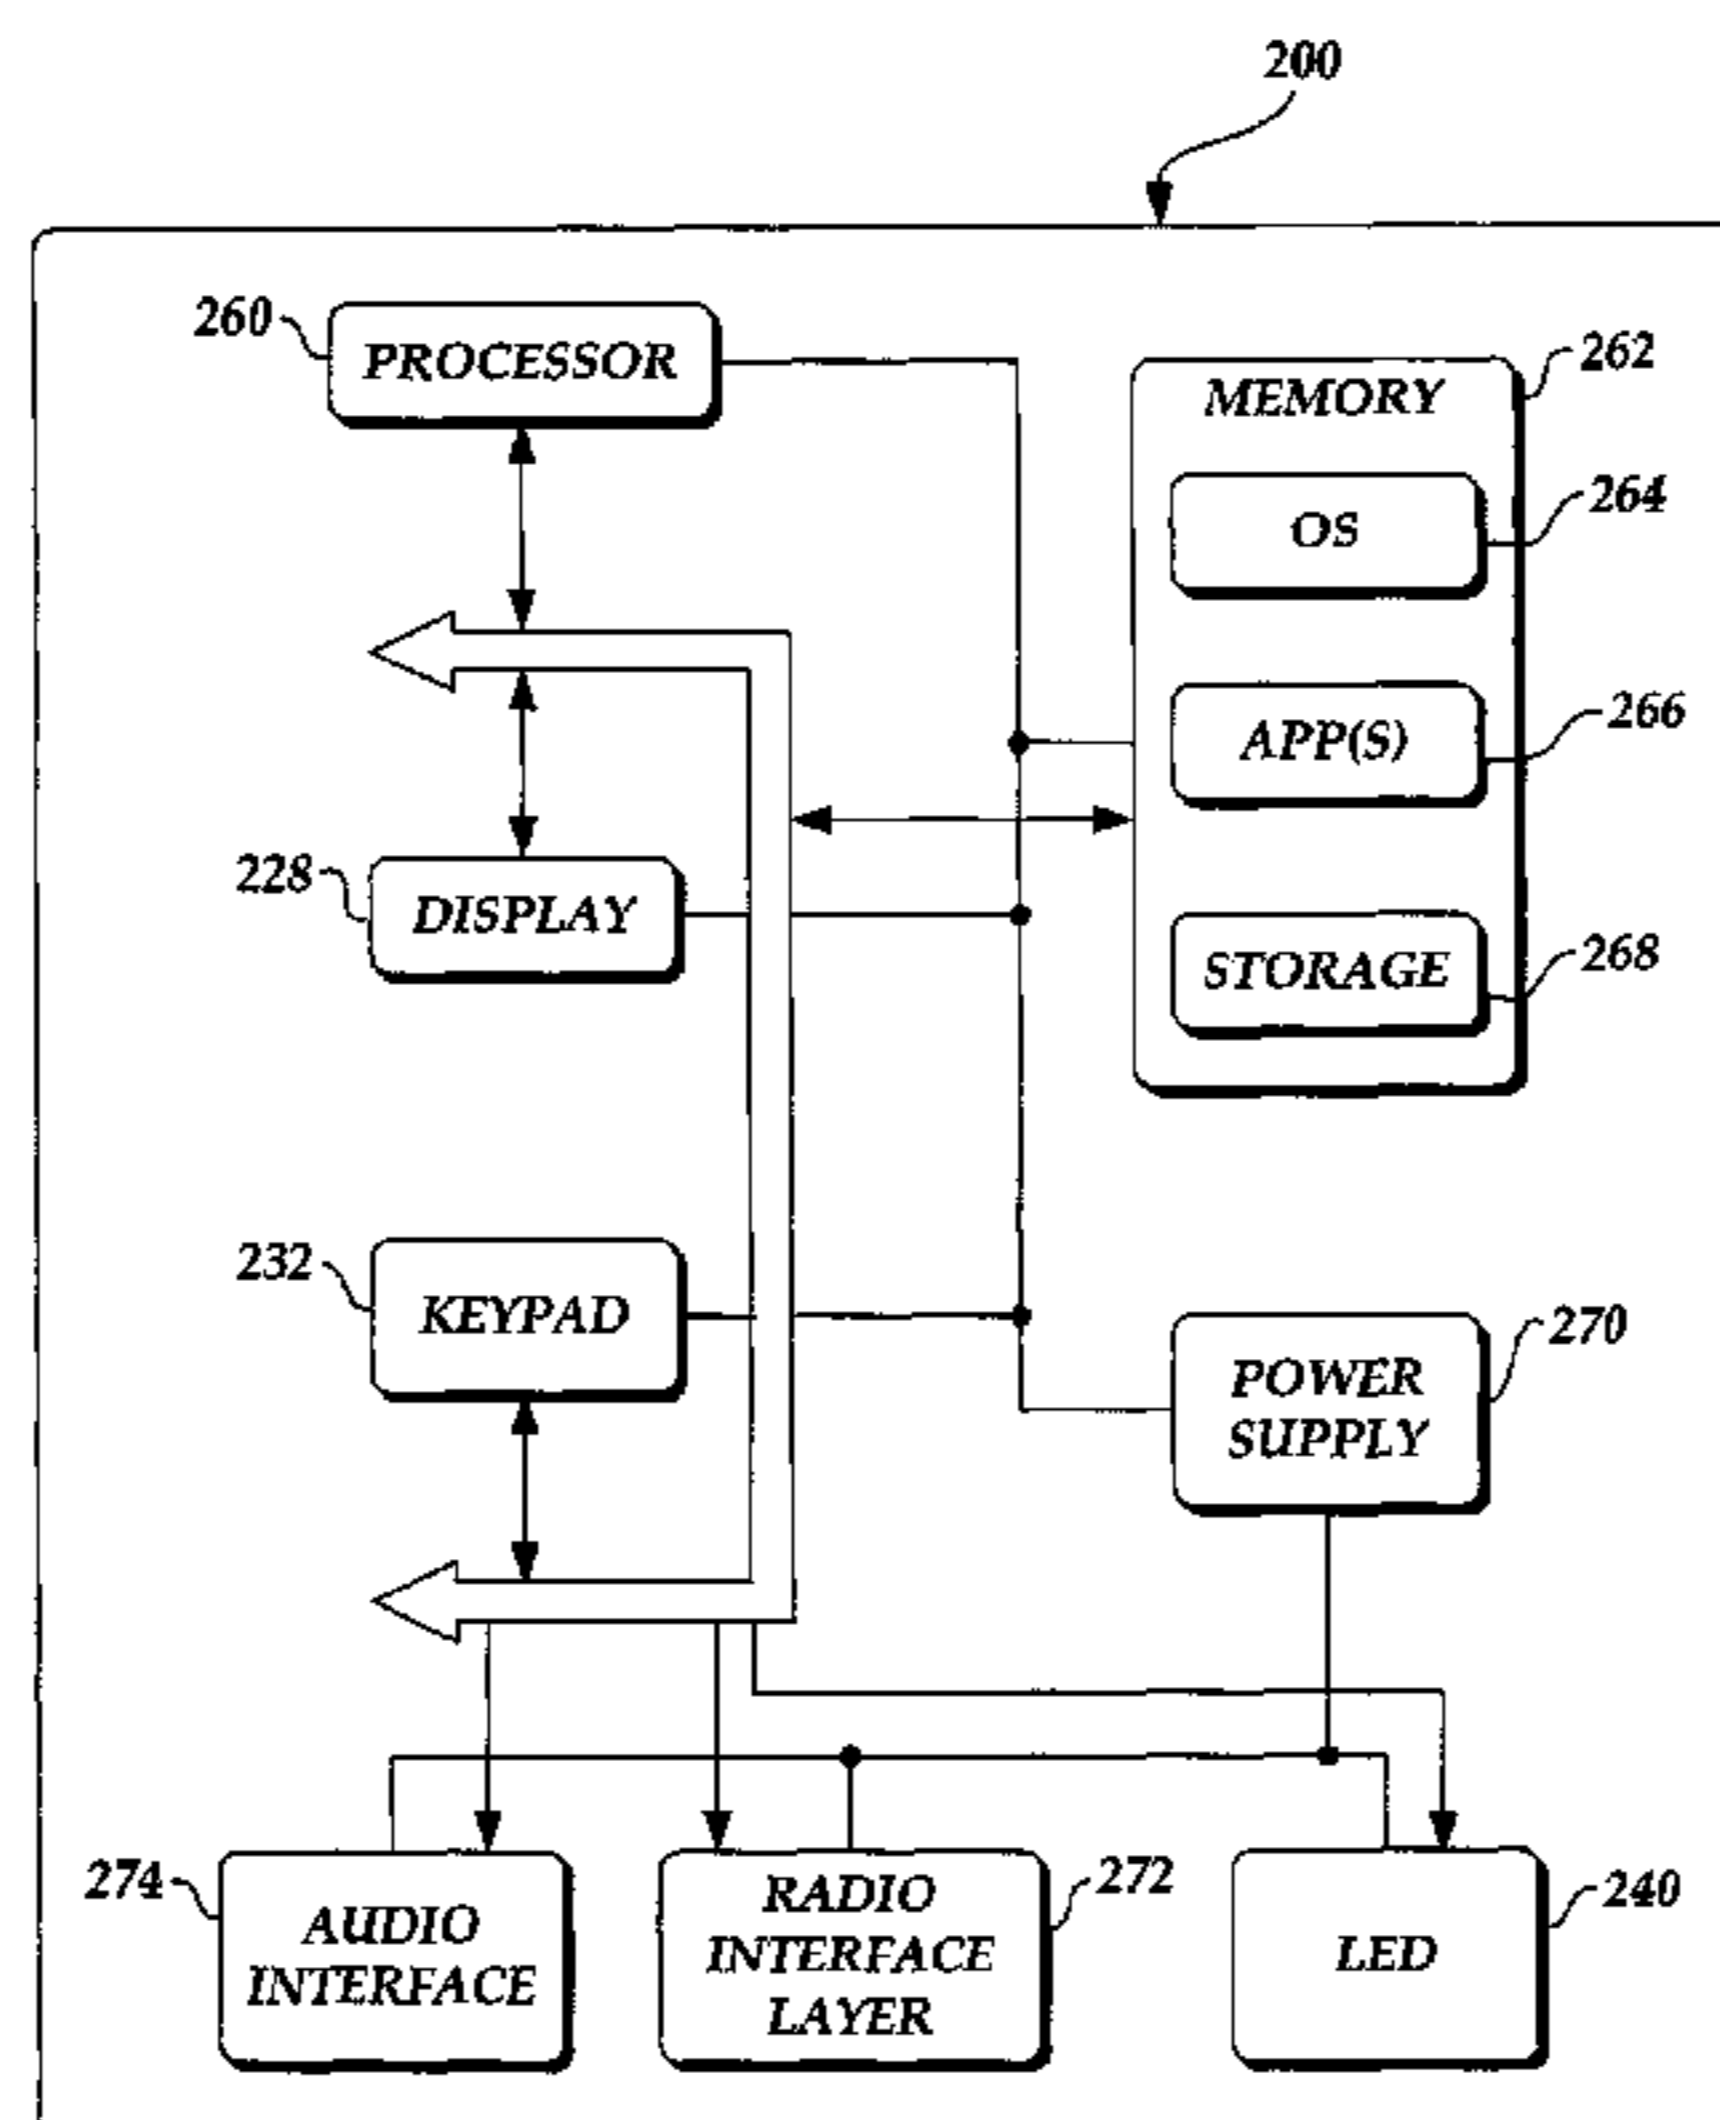 200
260
PROCESSOR
262
MEMORY
264
OS
266
APP(S)
228
DISPLAY
268
STORAGE
232
KEYPAD
270
POWER
SUPPLY
274
AUDIO
INTERFACE
272
RADIO
INTERFACE
LAYER
240
LED